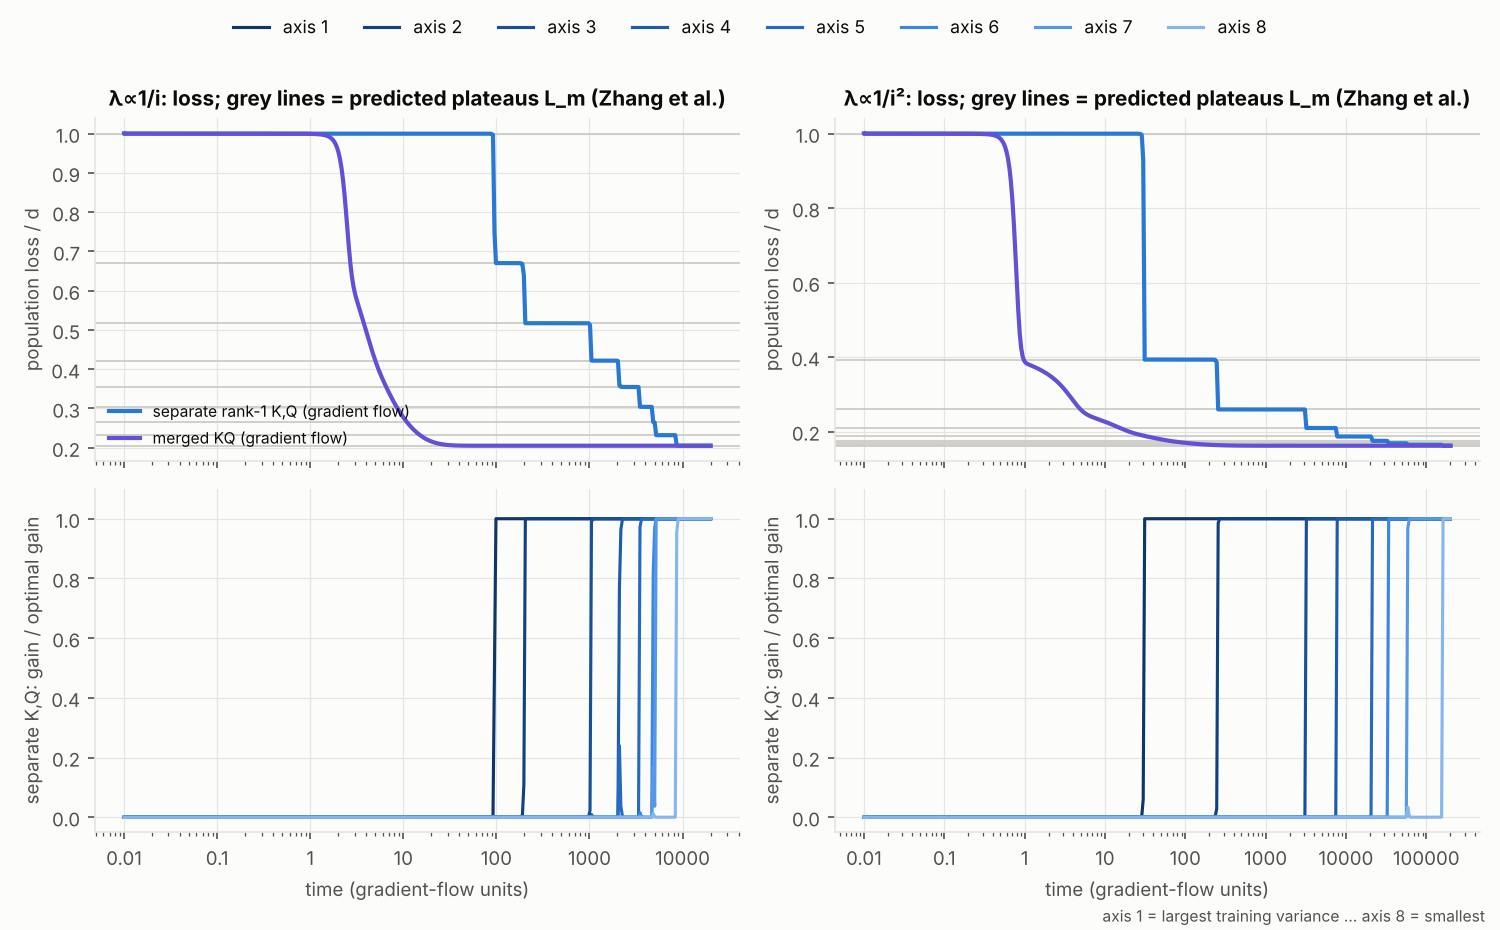 axis 1 axis 2 axis 3 axis 4 axis 5 axis 6 axis 7 axis 8
λ∝1/i: loss; grey lines = predicted plateaus L_m (Zhang et al.)
population loss / d
1.0
0.9
0.8
0.7
0.6
0.5
0.4
0.3
0.2
separate rank-1 K,Q (gradient flow)
merged KQ (gradient flow)
λ∝1/i²: loss; grey lines = predicted plateaus L_m (Zhang et al.)
population loss / d
1.0
0.8
0.6
0.4
0.2
separate K,Q: gain / optimal gain
1.0
0.8
0.6
0.4
0.2
0.0
0.01 0.1 1 10 100 1000 10000
time (gradient-flow units)
separate K,Q: gain / optimal gain
1.0
0.8
0.6
0.4
0.2
0.0
0.01 0.1 1 10 100 1000 10000 100000
time (gradient-flow units)
axis 1 = largest training variance ... axis 8 = smallest